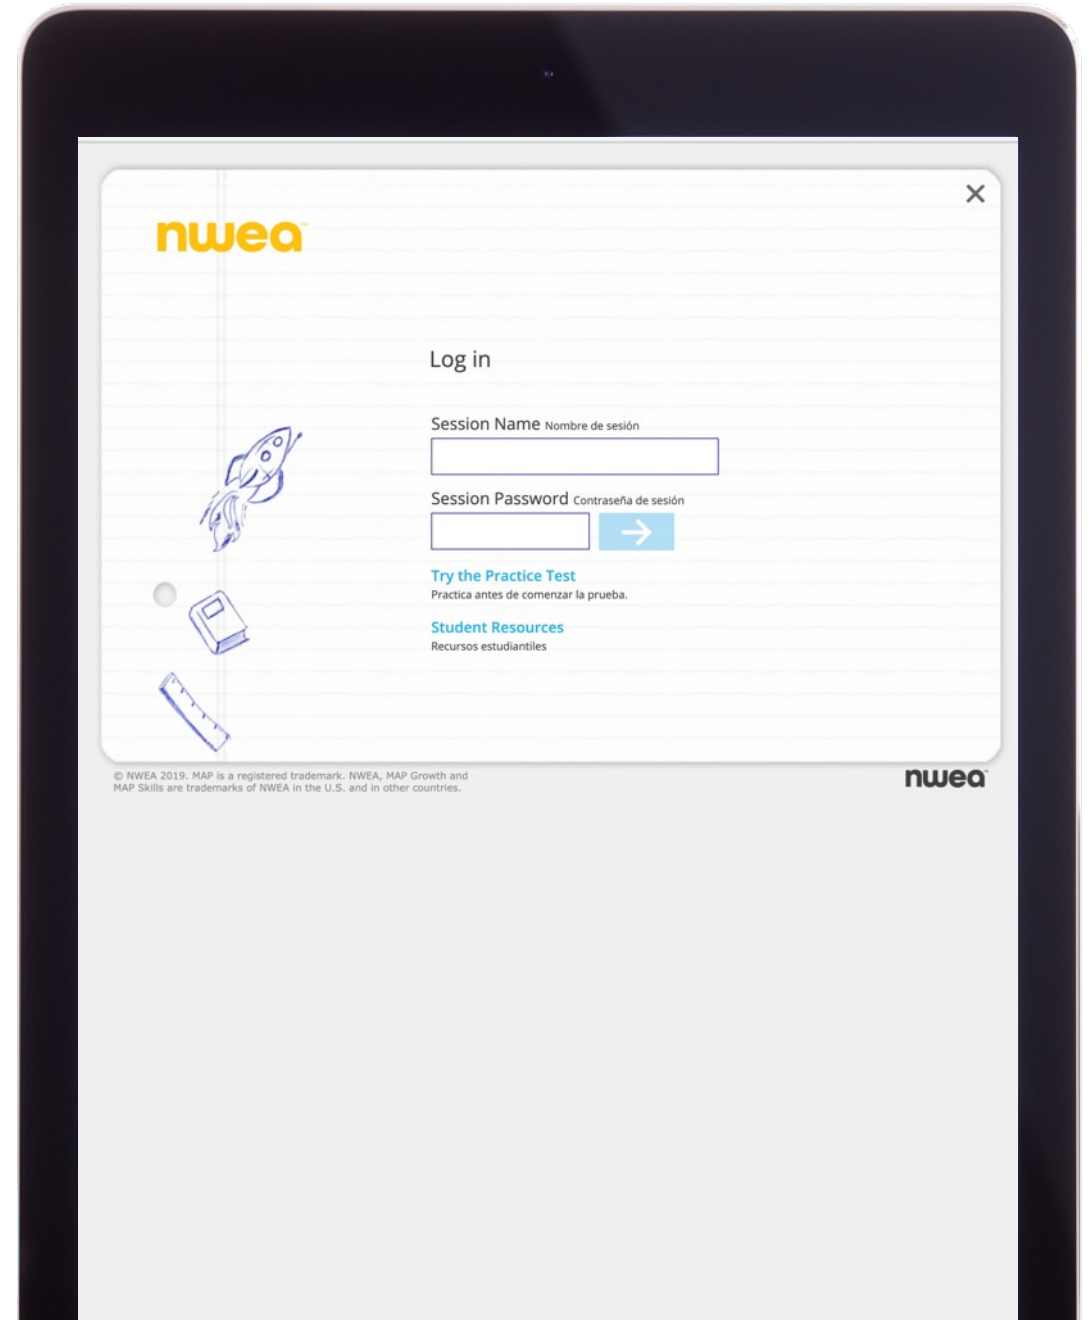 nwea™
Log in
Session Name Nombre de sesión
Session Password Contraseña de sesión
Try the Practice Test
Practica antes de comenzar la prueba.
Student Resources
Recursos estudiantiles
© NWEA 2019. MAP is a registered trademark. NWEA, MAP Growth and
MAP Skills are trademarks of NWEA in the U.S. and in other countries.
nwea